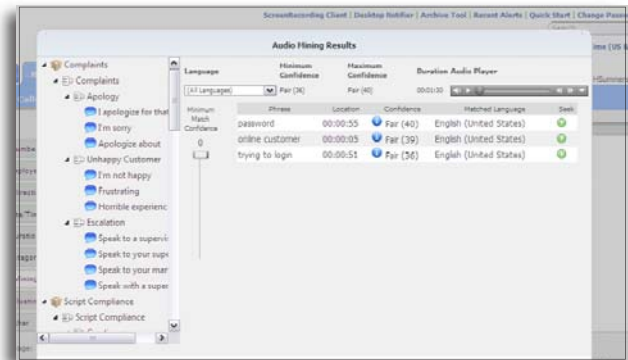 ScreenRecording Client | Desktop Notifier | Archive Tool | Recent Alerts | Quick Start | Change Passw
Audio Mining Results
Complaints
Complaints
Apology
I apologize for that
I'm sorry
Apologize about
Unhappy Customer
I'm not happy
Frustrating
Horrible experienc
Escalation
Speak to a supervis
Speak to your supe
Speak to your mar
Speak with a super
Script Compliance
Script Compliance
Language Minimum Confidence Maximum Confidence Duration Audio Player
(All Languages) Fair (36) Fair (40) 00:01:30
Minimum Match Confidence
0
Phrase Location Confidence Matched Language Seek
password 00:00:55 Fair (40) English (United States)
online customer 00:00:05 Fair (39) English (United States)
trying to login 00:00:51 Fair (36) English (United States)